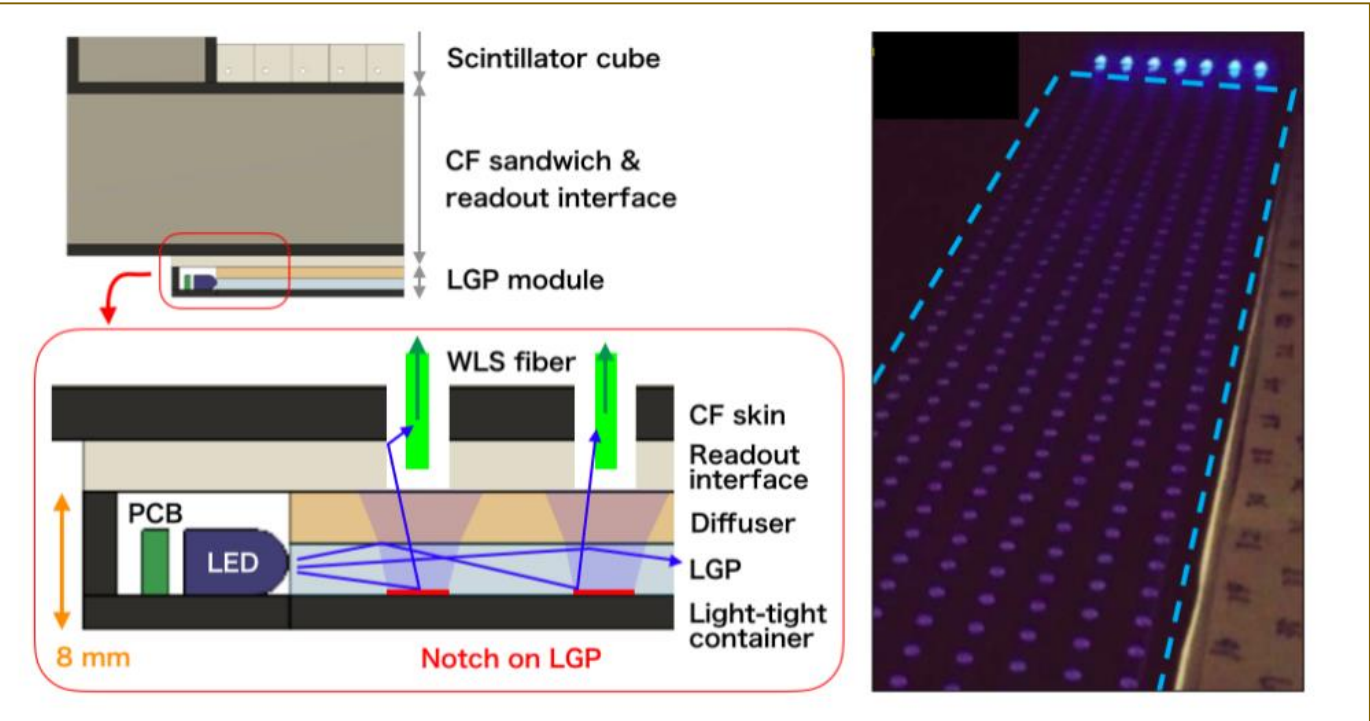 Scintillator cube
CF sandwich &
readout interface
LGP module
WLS fiber
CF skin
Readout
interface
PCB
Diffuser
LED
LGP
Light-tight
container
8 mm
Notch on LGP